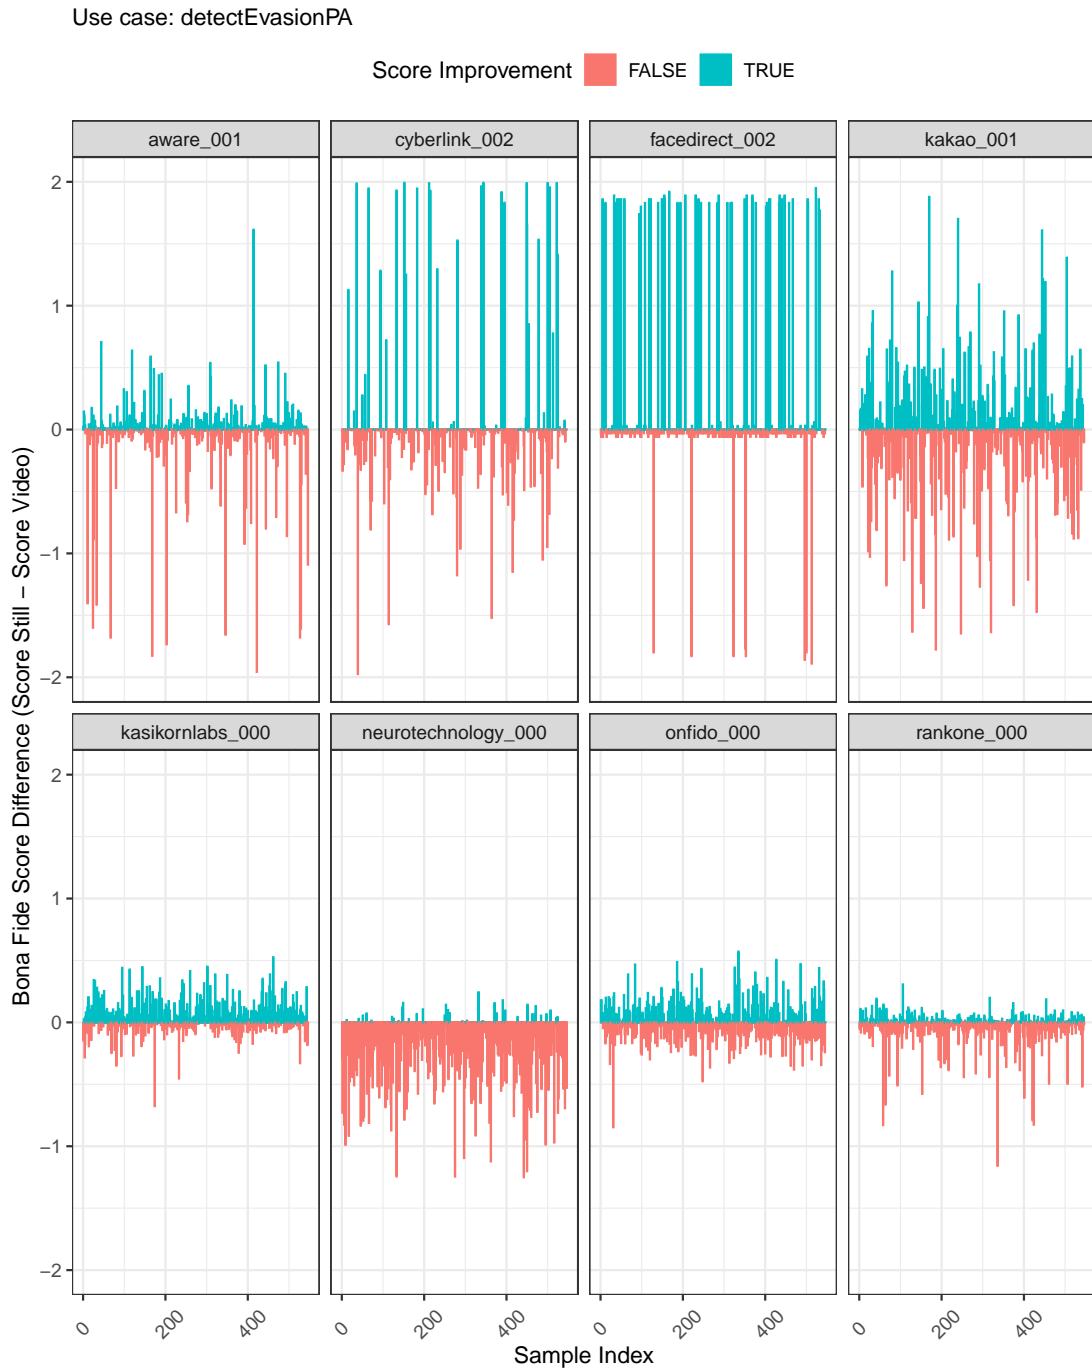 Use case: detectEvasionPA
Score Improvement FALSE TRUE
aware_001 cyberlink_002 facedirect_002 kakao_001
2
1
0
−1
−2
kasikornlabs_000 neurotechnology_000 onfido_000 rankone_000
2
1
0
−1
−2
Bona Fide Score Difference (Score Still − Score Video)
0 200 400 0 200 400 0 200 400 0 200 400
Sample Index